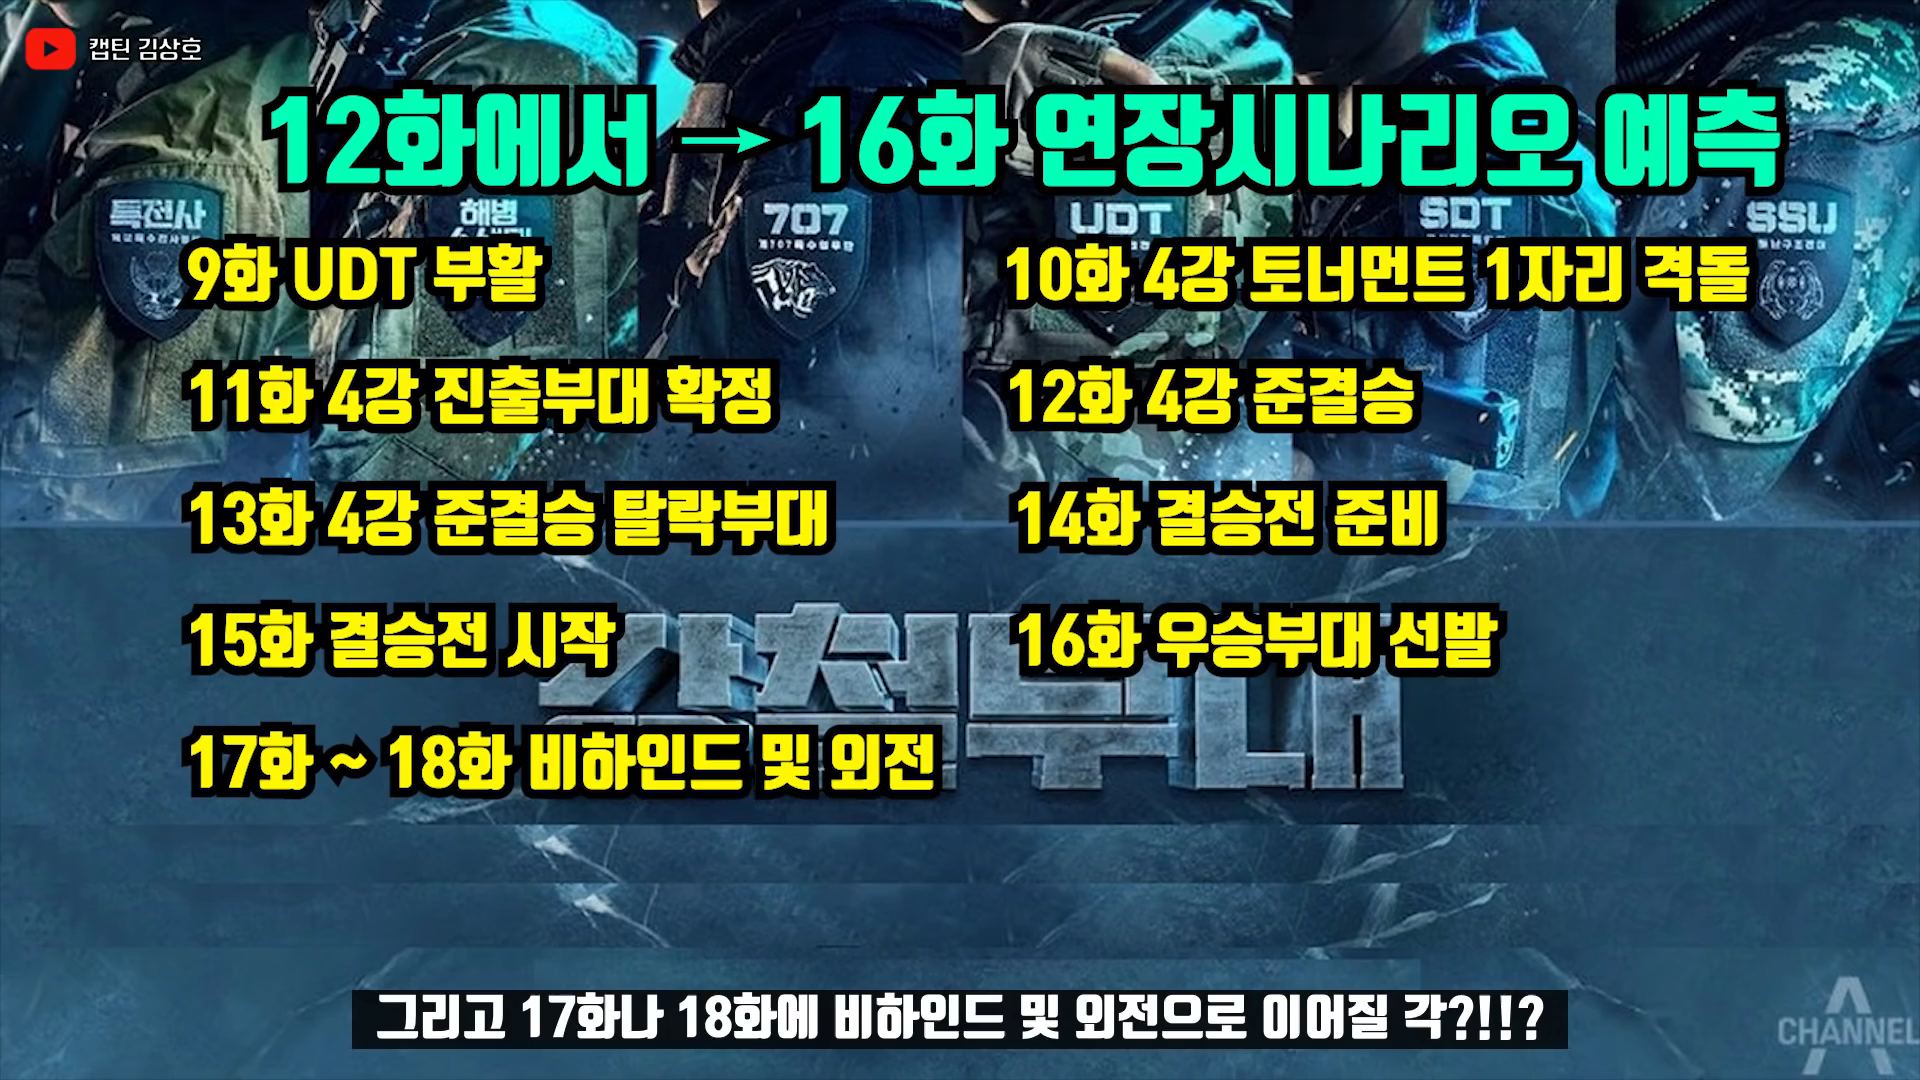 캡틴 김상호
12화에서 → 16화 연장시나리오 예측
특전사
해병
707
UDT
SDT
SSU
9화 UDT 부활
10화 4강 토너먼트 1자리 격돌
11화 4강 진출부대 확정
12화 4강 준결승
13화 4강 준결승 탈락부대
14화 결승전 준비
15화 결승전 시작
16화 우승부대 선발
강철부대
17화 ~ 18화 비하인드 및 외전
그리고 17화나 18화에 비하인드 및 외전으로 이어질 각?!!?
CHANNEL A